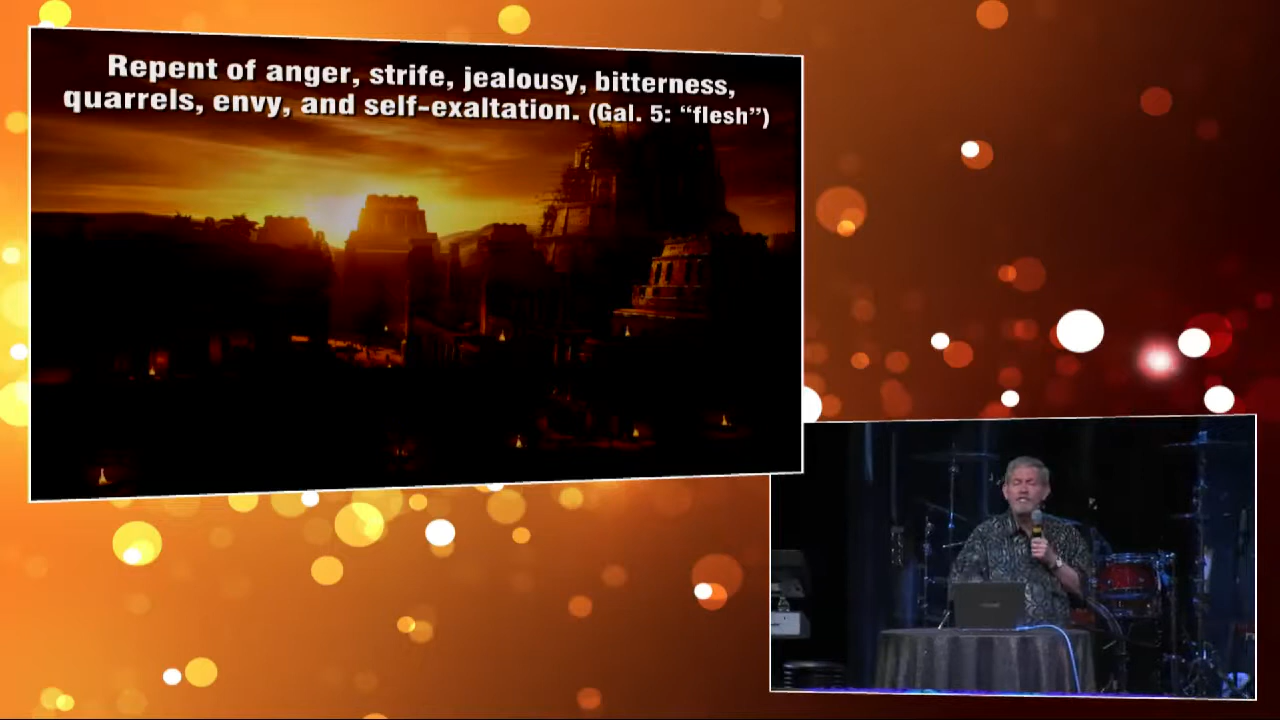 Repent of anger, strife, jealousy, bitterness,
quarrels, envy, and self-exaltation. (Gal. 5: “flesh”)